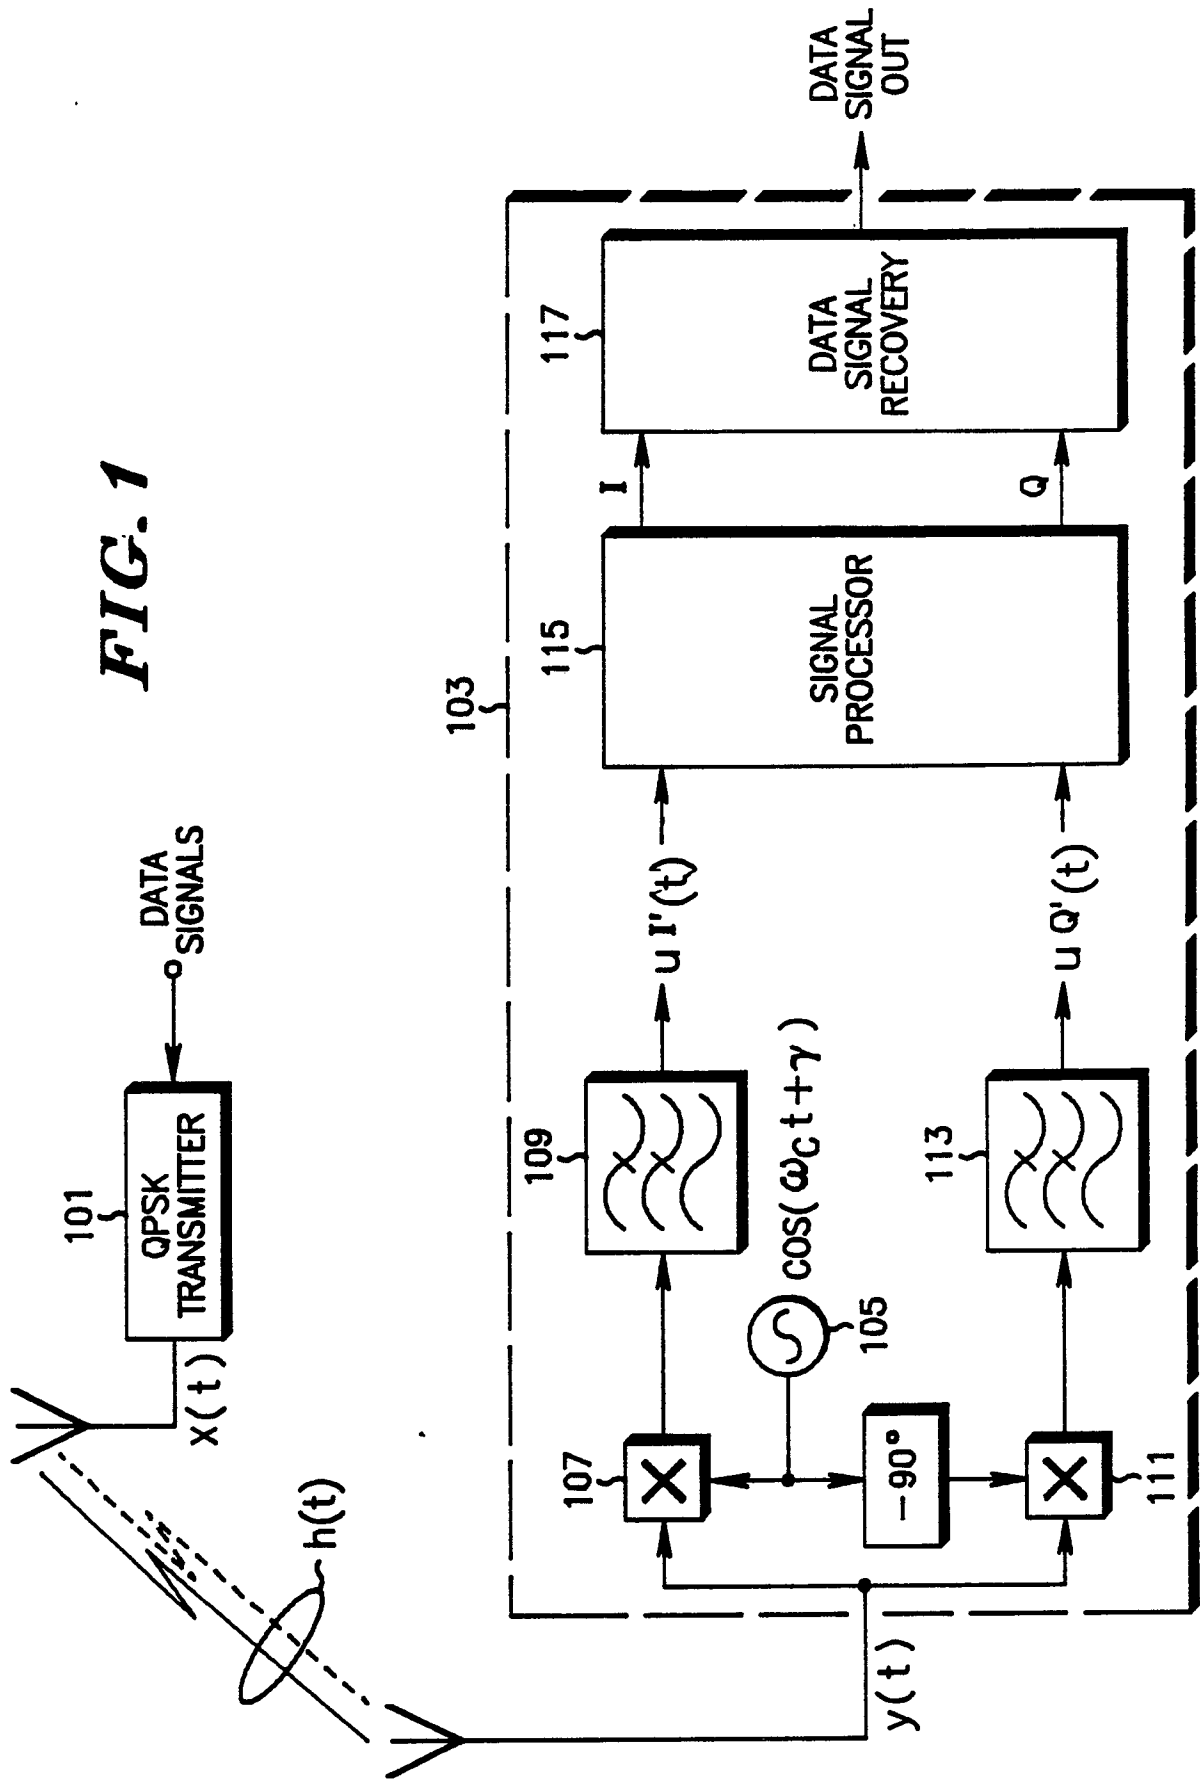 FIG. 1
DATA
SIGNALS
101
QPSK
TRANSMITTER
x(t)
h(t)
y(t)
103
107
109
u I'(t)
115
SIGNAL
PROCESSOR
I
Q
117
DATA
SIGNAL
RECOVERY
DATA
SIGNAL
OUT
COS(ωCt+γ)
105
-90°
111
113
u Q'(t)